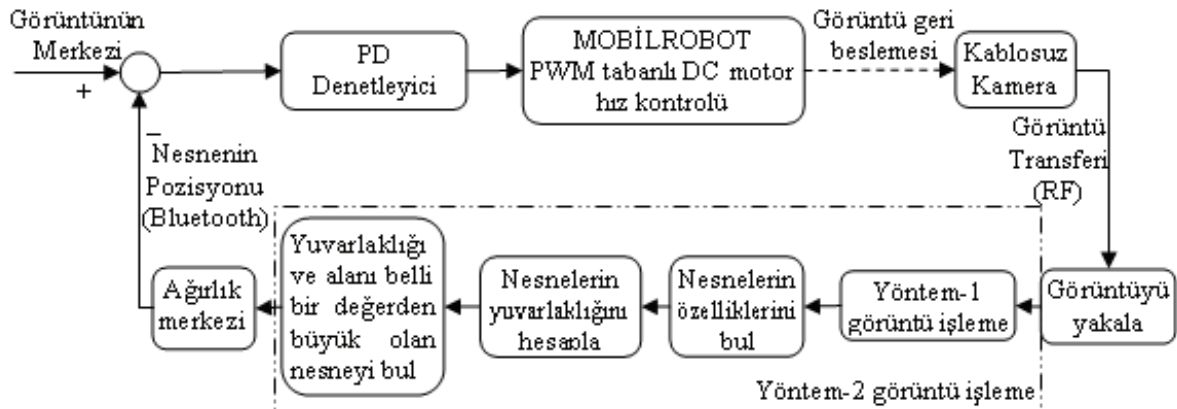 Görüntünün
Merkezi
+
PD
Denetleyici
MOBİLROBOT
PWM tabanlı DC motor
hız kontrolü
Görüntü geri
beslemesi
Kablosuz
Kamera
Görüntü
Transferi
(RF)
Görüntüyü
yakala
Yöntem-1
görüntü işleme
Nesnelerin
özelliklerini
bul
Nesnelerin
yuvarlaklığını
hesapla
Yuvarlaklığı
ve alanı belli
bir değerden
büyük olan
nesneyi bul
Yöntem-2 görüntü işleme
Ağırlık
merkezi
−
Nesnenin
Pozisyonu
(Bluetooth)